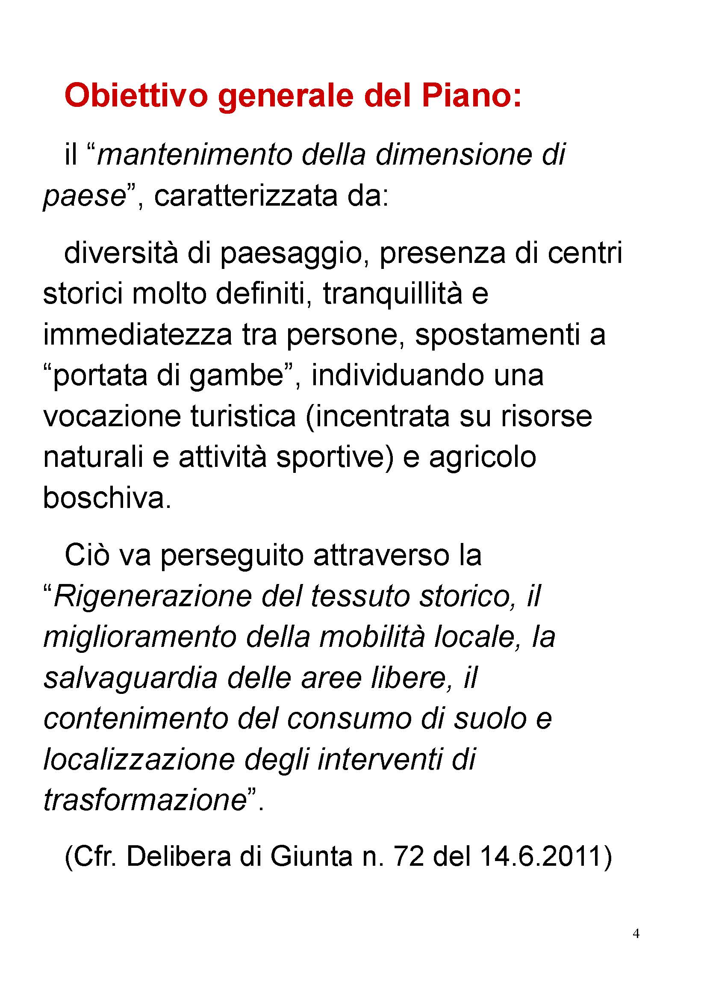 Obiettivo generale del Piano:
il “mantenimento della dimensione di
paese”, caratterizzata da:
diversità di paesaggio, presenza di centri
storici molto definiti, tranquillità e
immediatezza tra persone, spostamenti a
“portata di gambe”, individuando una
vocazione turistica (incentrata su risorse
naturali e attività sportive) e agricolo
boschiva.
Ciò va perseguito attraverso la
“Rigenerazione del tessuto storico, il
miglioramento della mobilità locale, la
salvaguardia delle aree libere, il
contenimento del consumo di suolo e
localizzazione degli interventi di
trasformazione”.
(Cfr. Delibera di Giunta n. 72 del 14.6.2011)
4